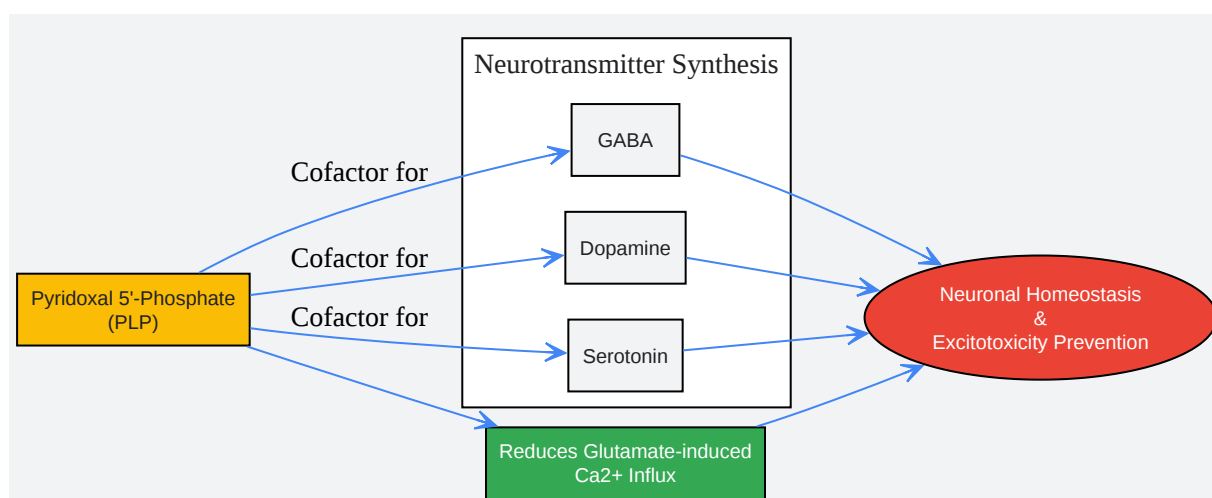 Neurotransmitter Synthesis
GABA
Cofactor for
Dopamine
Cofactor for
Pyridoxal 5'-Phosphate
(PLP)
Cofactor for
Serotonin
Neuronal Homeostasis
&
Excitotoxicity Prevention
Reduces Glutamate-induced
Ca2+ Influx